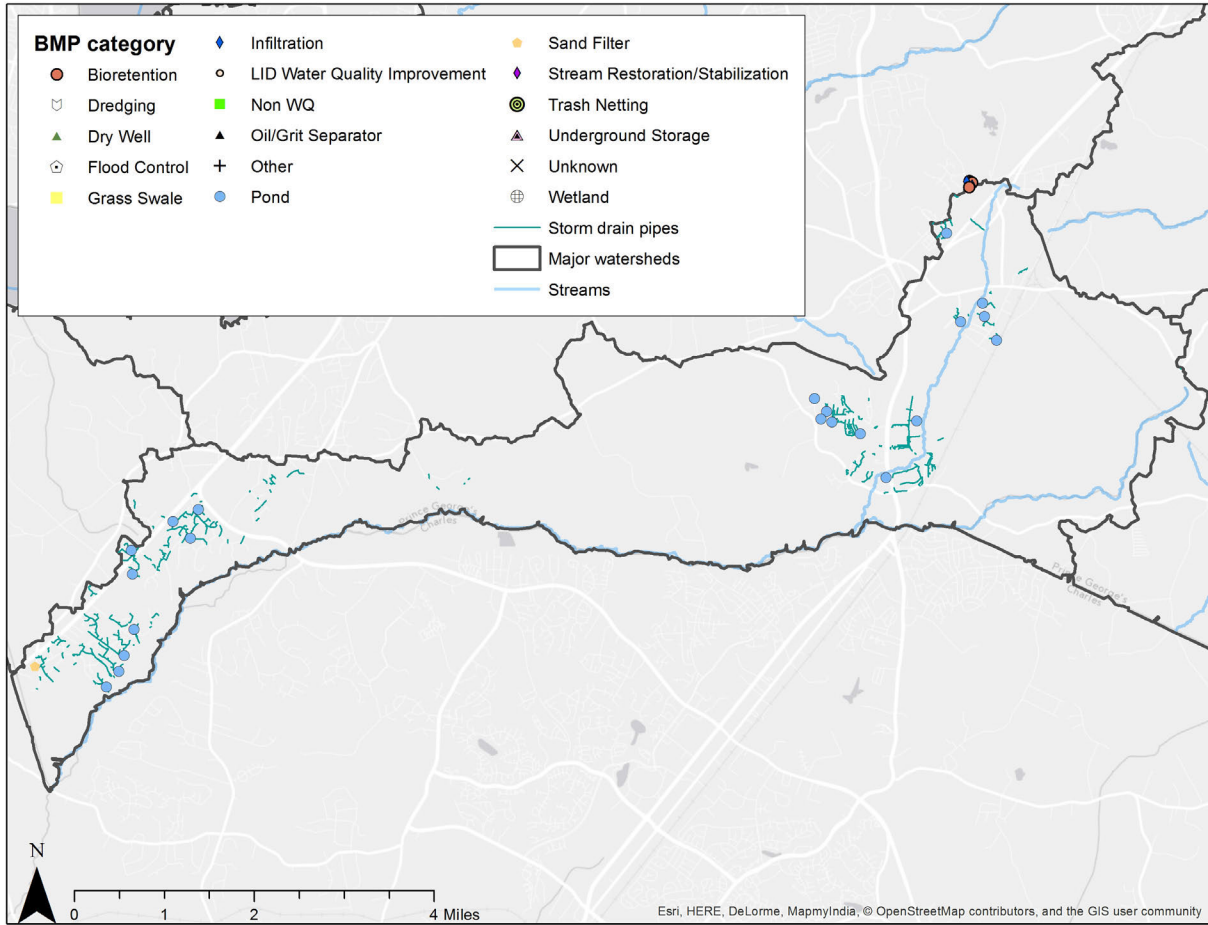 BMP category
Bioretention
Dredging
Dry Well
Flood Control
Grass Swale
Infiltration
LID Water Quality Improvement
Non WQ
Oil/Grit Separator
Other
Pond
Sand Filter
Stream Restoration/Stabilization
Trash Netting
Underground Storage
Unknown
Wetland
Storm drain pipes
Major watersheds
Streams
Prince George's
Charles
Prince George's
Charles
N
0 1 2 4 Miles
Esri, HERE, DeLorme, MapmyIndia, © OpenStreetMap contributors, and the GIS user community